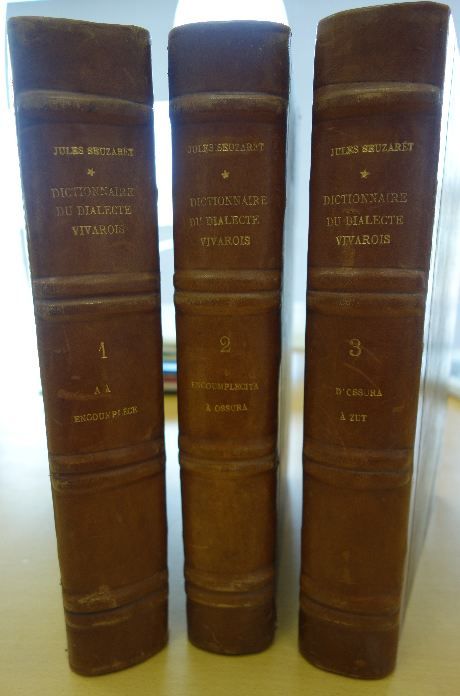 JULES SEUZARET
*
DICTIONNAIRE
DU DIALECTE
VIVAROIS
1
A À
ENCOUMPLÈCE
JULES SEUZARET
*
DICTIONNAIRE
DU DIALECTE
VIVAROIS
2
ENCOUMPLECITA
À OSSURA
JULES SEUZARET
*
DICTIONNAIRE
DU DIALECTE
VIVAROIS
3
D'OSSURA
À ZUT